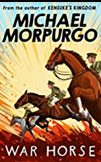 From the author of KENSUKE'S KINGDOM
MICHAEL
MORPURGO
WAR HORSE